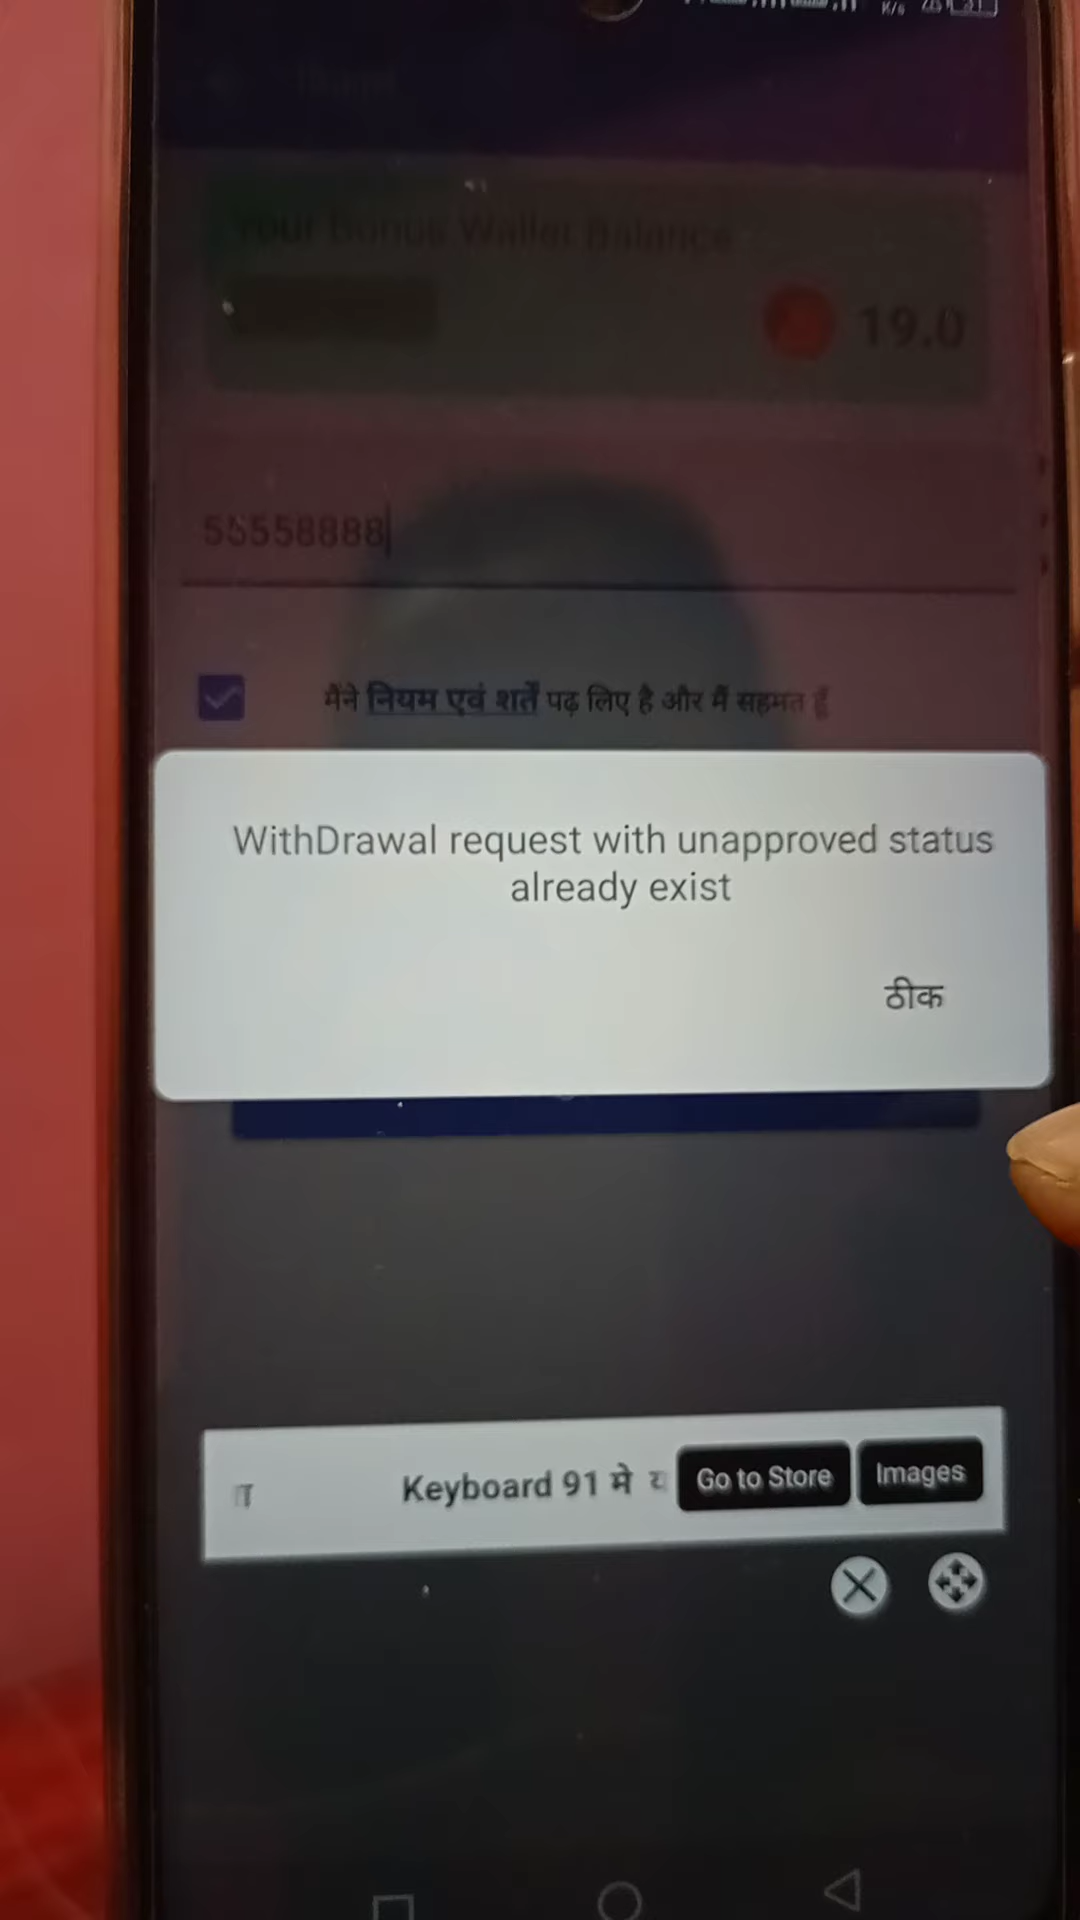 K/s
Your Bonus Wallet Balance
19.0
55558888
मैंने नियम एवं शर्तें पढ़ लिए है और मैं सहमत हूँ
WithDrawal request with unapproved status
already exist
ठीक
Keyboard 91 मे
Go to Store
Images